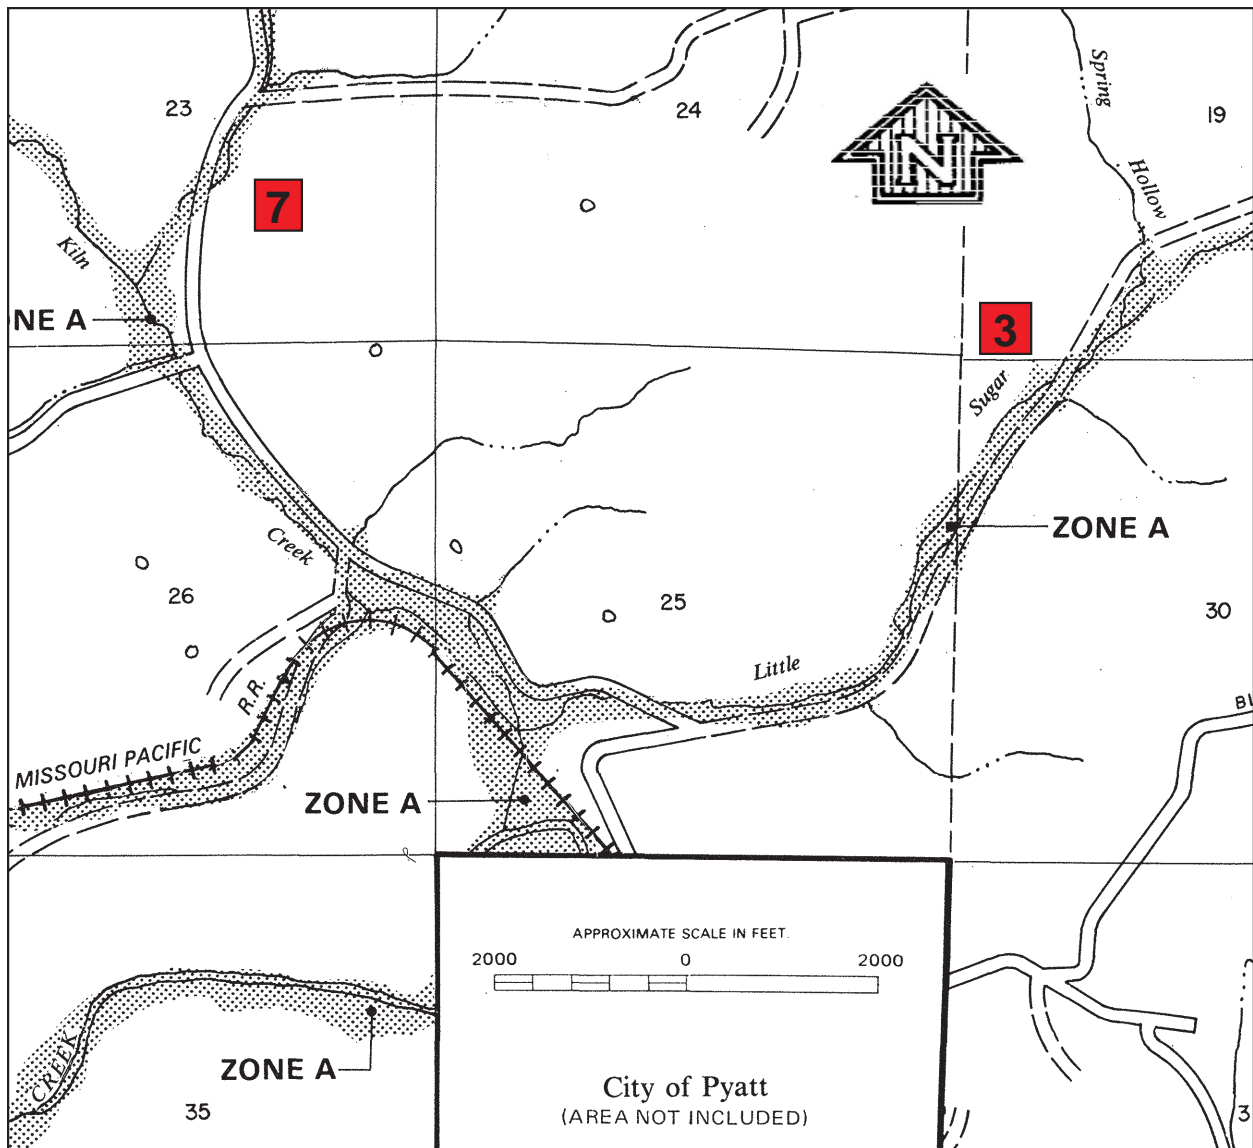 23
24
19
Spring
Hollow
N
7
Kiln
NE A
3
Sugar
ZONE A
Creek
26
25
30
Little
R.R.
MISSOURI PACIFIC
ZONE A
APPROXIMATE SCALE IN FEET.
2000 0 2000
CREEK
ZONE A
35
City of Pyatt
(AREA NOT INCLUDED)
3